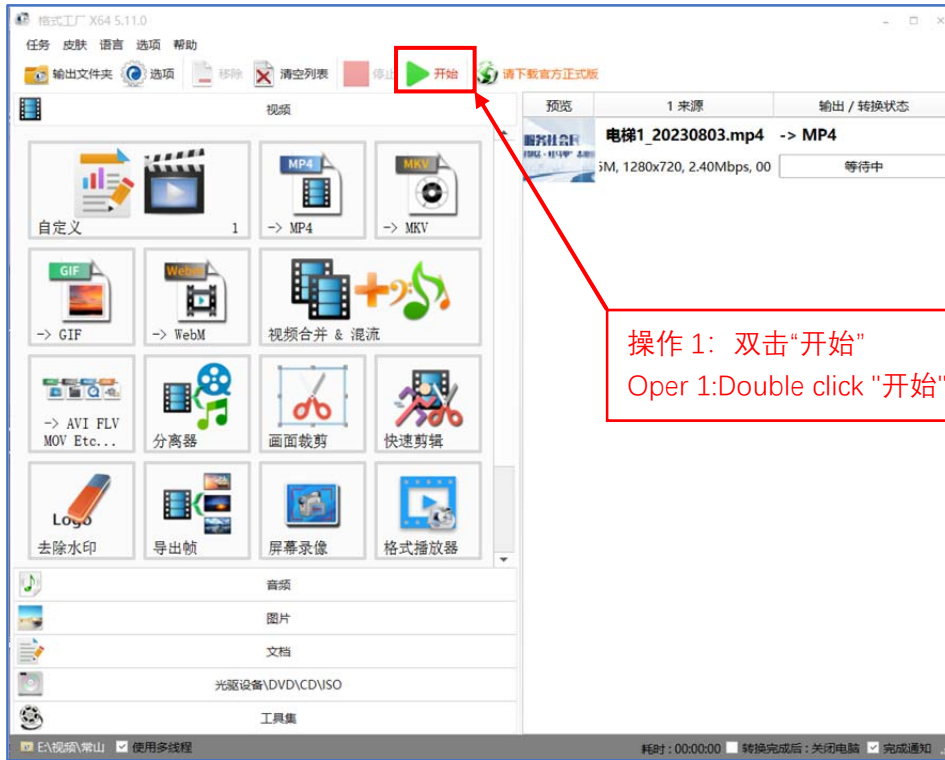 格式工厂 X64 5.11.0
任务 皮肤 语言 选项 帮助
输出文件夹 选项 移除 清空列表 停止 开始 请下载官方正式版
视频
预览 1 来源 输出 / 转换状态
电梯1_20230803.mp4 -> MP4
5M, 1280x720, 2.40Mbps, 00 等待中
MP4 MKV
自定义 1 -> MP4 -> MKV
GIF WebM
-> GIF -> WebM 视频合并 & 混流
操作 1：双击“开始”
Oper 1:Double click "开始"
-> AVI FLV
MOV Etc... 分离器 画面裁剪 快速剪辑
Logo
去除水印 导出帧 屏幕录像 格式播放器
音频
图片
文档
光驱设备\DVD\CD\ISO
工具集
E:\视频\常山 使用多线程 耗时 : 00:00:00 转换完成后 : 关闭电脑 完成通知